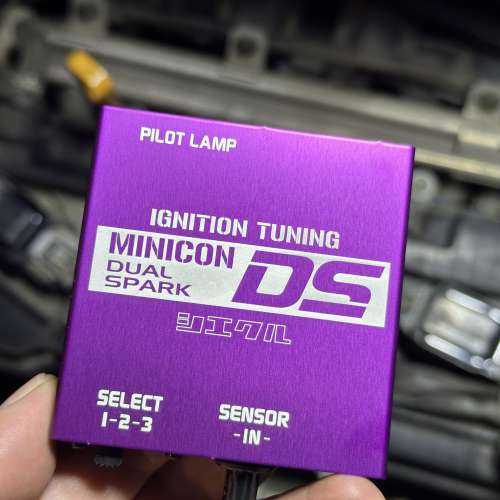 PILOT LAMP
IGNITION TUNING
MINICON
DUAL
SPARK
DS
シエクル
SELECT
1-2-3
SENSOR
-IN-